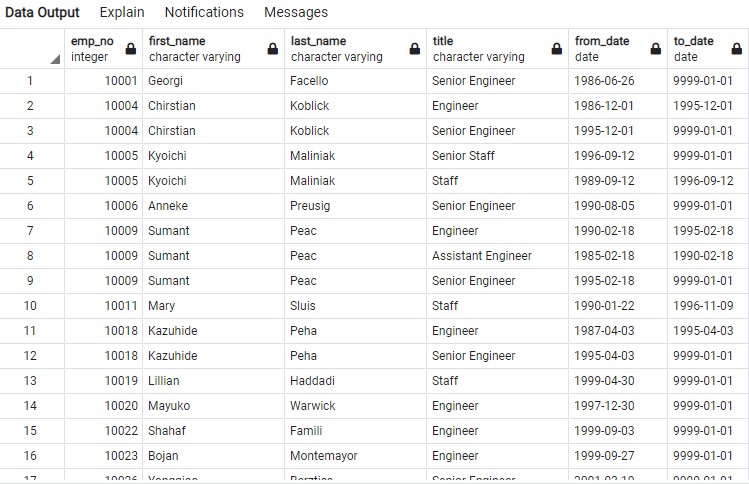 Data Output Explain Notifications Messages
emp_no first_name last_name title from_date to_date
integer character varying character varying character varying date date
1 10001 Georgi Facello Senior Engineer 1986-06-26 9999-01-01
2 10004 Chirstian Koblick Engineer 1986-12-01 1995-12-01
3 10004 Chirstian Koblick Senior Engineer 1995-12-01 9999-01-01
4 10005 Kyoichi Maliniak Senior Staff 1996-09-12 9999-01-01
5 10005 Kyoichi Maliniak Staff 1989-09-12 1996-09-12
6 10006 Anneke Preusig Senior Engineer 1990-08-05 9999-01-01
7 10009 Sumant Peac Engineer 1990-02-18 1995-02-18
8 10009 Sumant Peac Assistant Engineer 1985-02-18 1990-02-18
9 10009 Sumant Peac Senior Engineer 1995-02-18 9999-01-01
10 10011 Mary Sluis Staff 1990-01-22 1996-11-09
11 10018 Kazuhide Peha Engineer 1987-04-03 1995-04-03
12 10018 Kazuhide Peha Senior Engineer 1995-04-03 9999-01-01
13 10019 Lillian Haddadi Staff 1999-04-30 9999-01-01
14 10020 Mayuko Warwick Engineer 1997-12-30 9999-01-01
15 10022 Shahaf Famili Engineer 1999-09-03 9999-01-01
16 10023 Bojan Montemayor Engineer 1999-09-27 9999-01-01